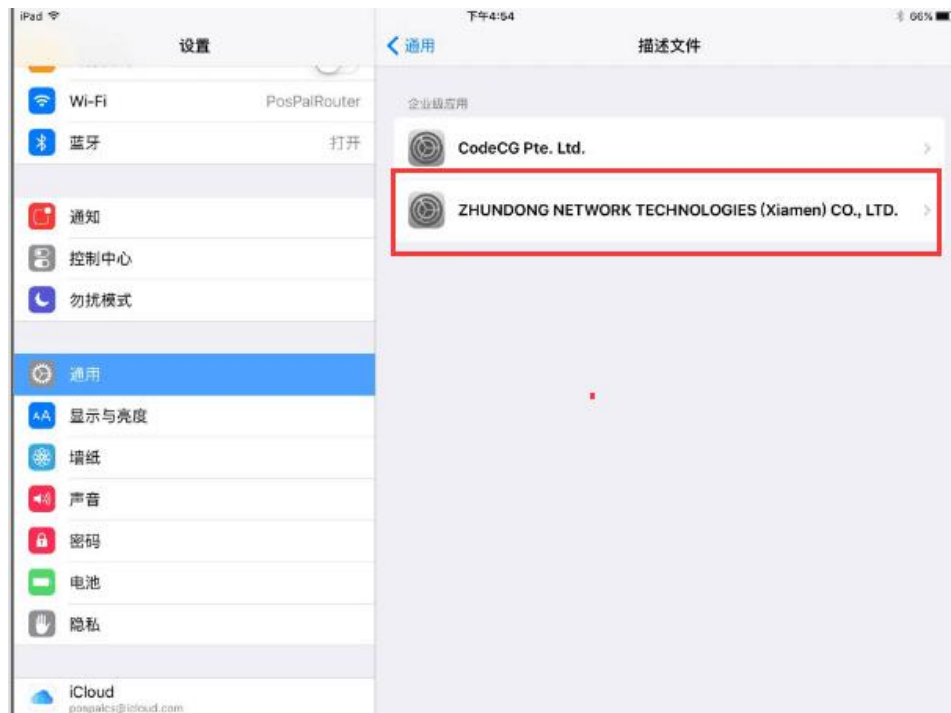 iPad
下午4:54
66%
设置
通用
描述文件
Wi-Fi
PosPalRouter
蓝牙
打开
通知
控制中心
勿扰模式
通用
显示与亮度
墙纸
声音
密码
电池
隐私
iCloud
pospalcs@icloud.com
企业级应用
CodeCG Pte. Ltd.
ZHUNDONG NETWORK TECHNOLOGIES (Xiamen) CO., LTD.